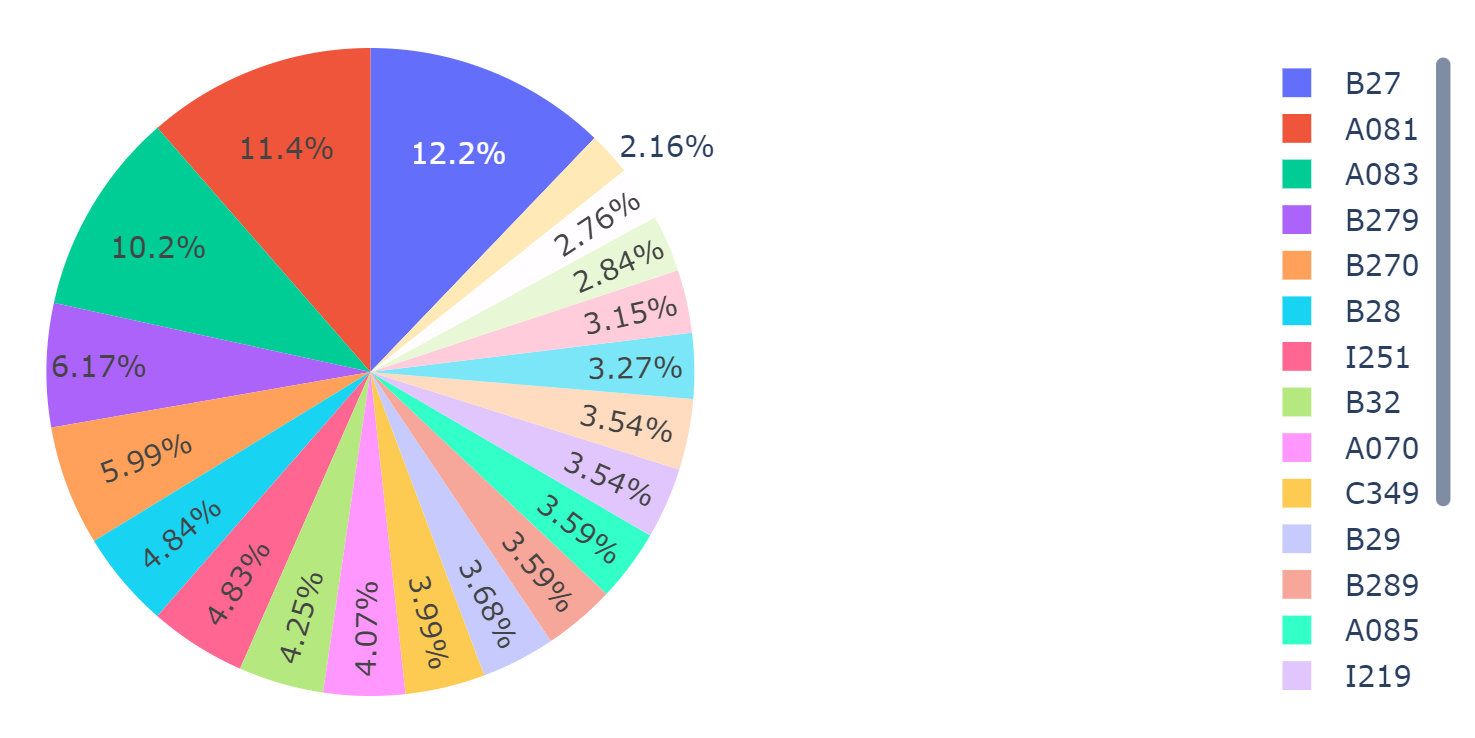 12.2%
2.16%
2.76%
2.84%
3.15%
3.27%
3.54%
3.54%
3.59%
3.59%
3.68%
3.99%
4.07%
4.25%
4.83%
4.84%
5.99%
6.17%
10.2%
11.4%
B27
A081
A083
B279
B270
B28
I251
B32
A070
C349
B29
B289
A085
I219